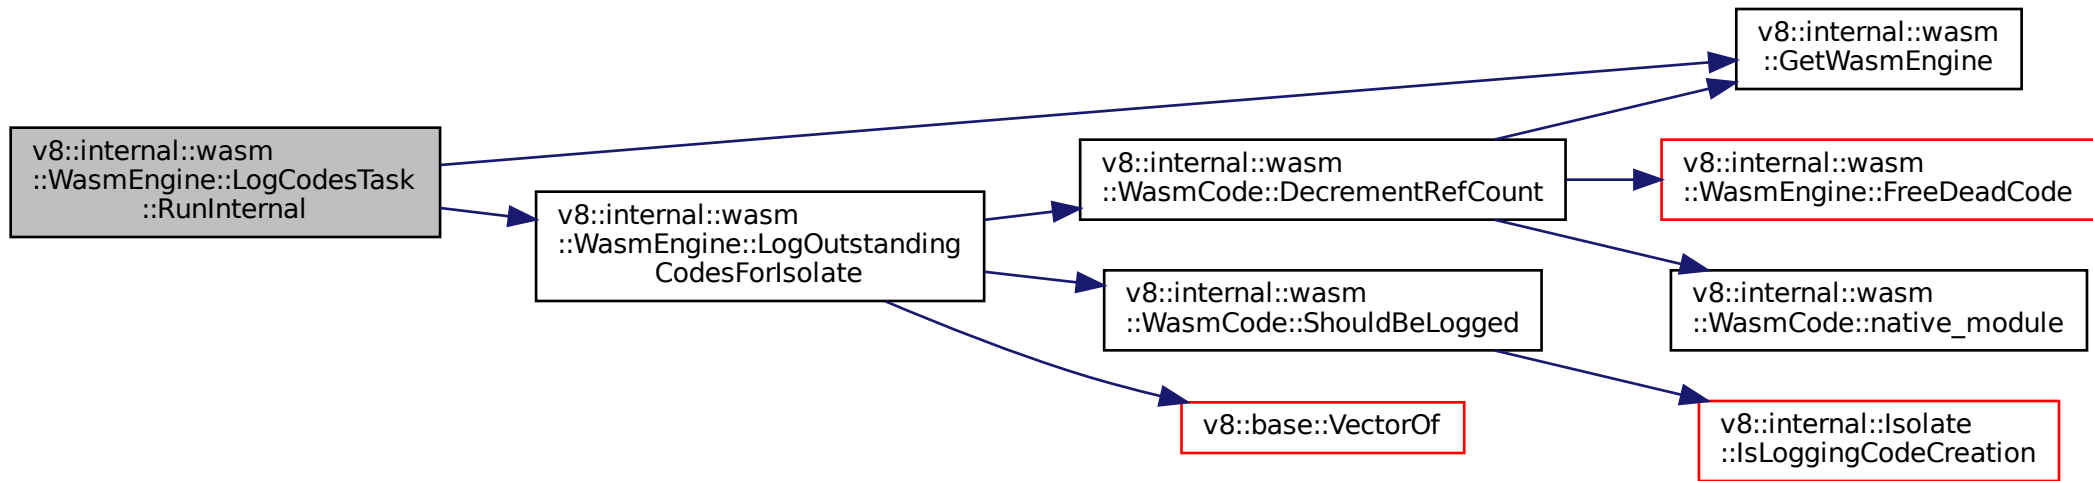 v8::internal::wasm
::WasmEngine::LogCodesTask
::RunInternal
v8::internal::wasm
::WasmEngine::LogOutstanding
CodesForIsolate
v8::internal::wasm
::WasmCode::DecrementRefCount
v8::internal::wasm
::WasmCode::ShouldBeLogged
v8::base::VectorOf
v8::internal::wasm
::GetWasmEngine
v8::internal::wasm
::WasmEngine::FreeDeadCode
v8::internal::wasm
::WasmCode::native_module
v8::internal::Isolate
::IsLoggingCodeCreation